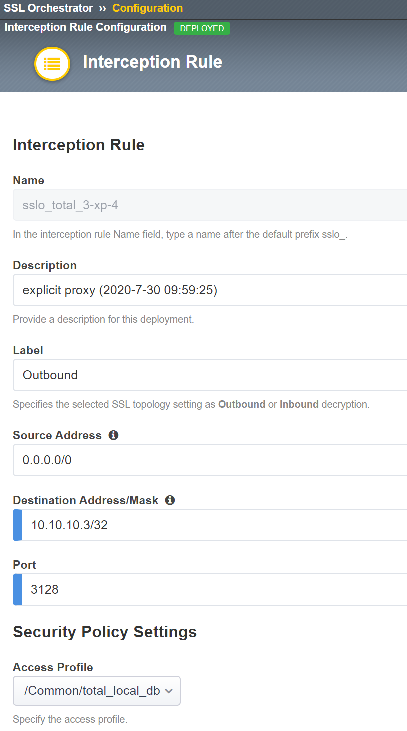 SSL Orchestrator ›› Configuration
Interception Rule Configuration DEPLOYED
Interception Rule
Interception Rule
Name
sslo_total_3-xp-4
In the interception rule Name field, type a name after the default prefix sslo_.
Description
explicit proxy (2020-7-30 09:59:25)
Provide a description for this deployment.
Label
Outbound
Specifies the selected SSL topology setting as Outbound or Inbound decryption.
Source Address
0.0.0.0/0
Destination Address/Mask
10.10.10.3/32
Port
3128
Security Policy Settings
Access Profile
/Common/total_local_db
Specify the access profile.